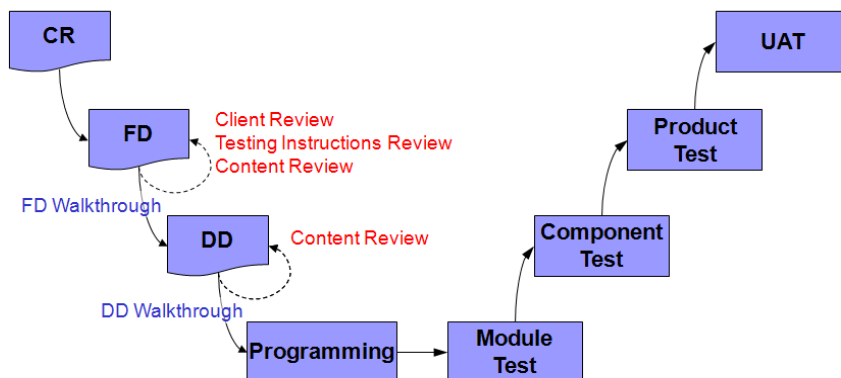 CR
UAT
FD
Client Review
Testing Instructions Review
Content Review
Product
Test
FD Walkthrough
DD
Content Review
Component
Test
DD Walkthrough
Programming
Module
Test